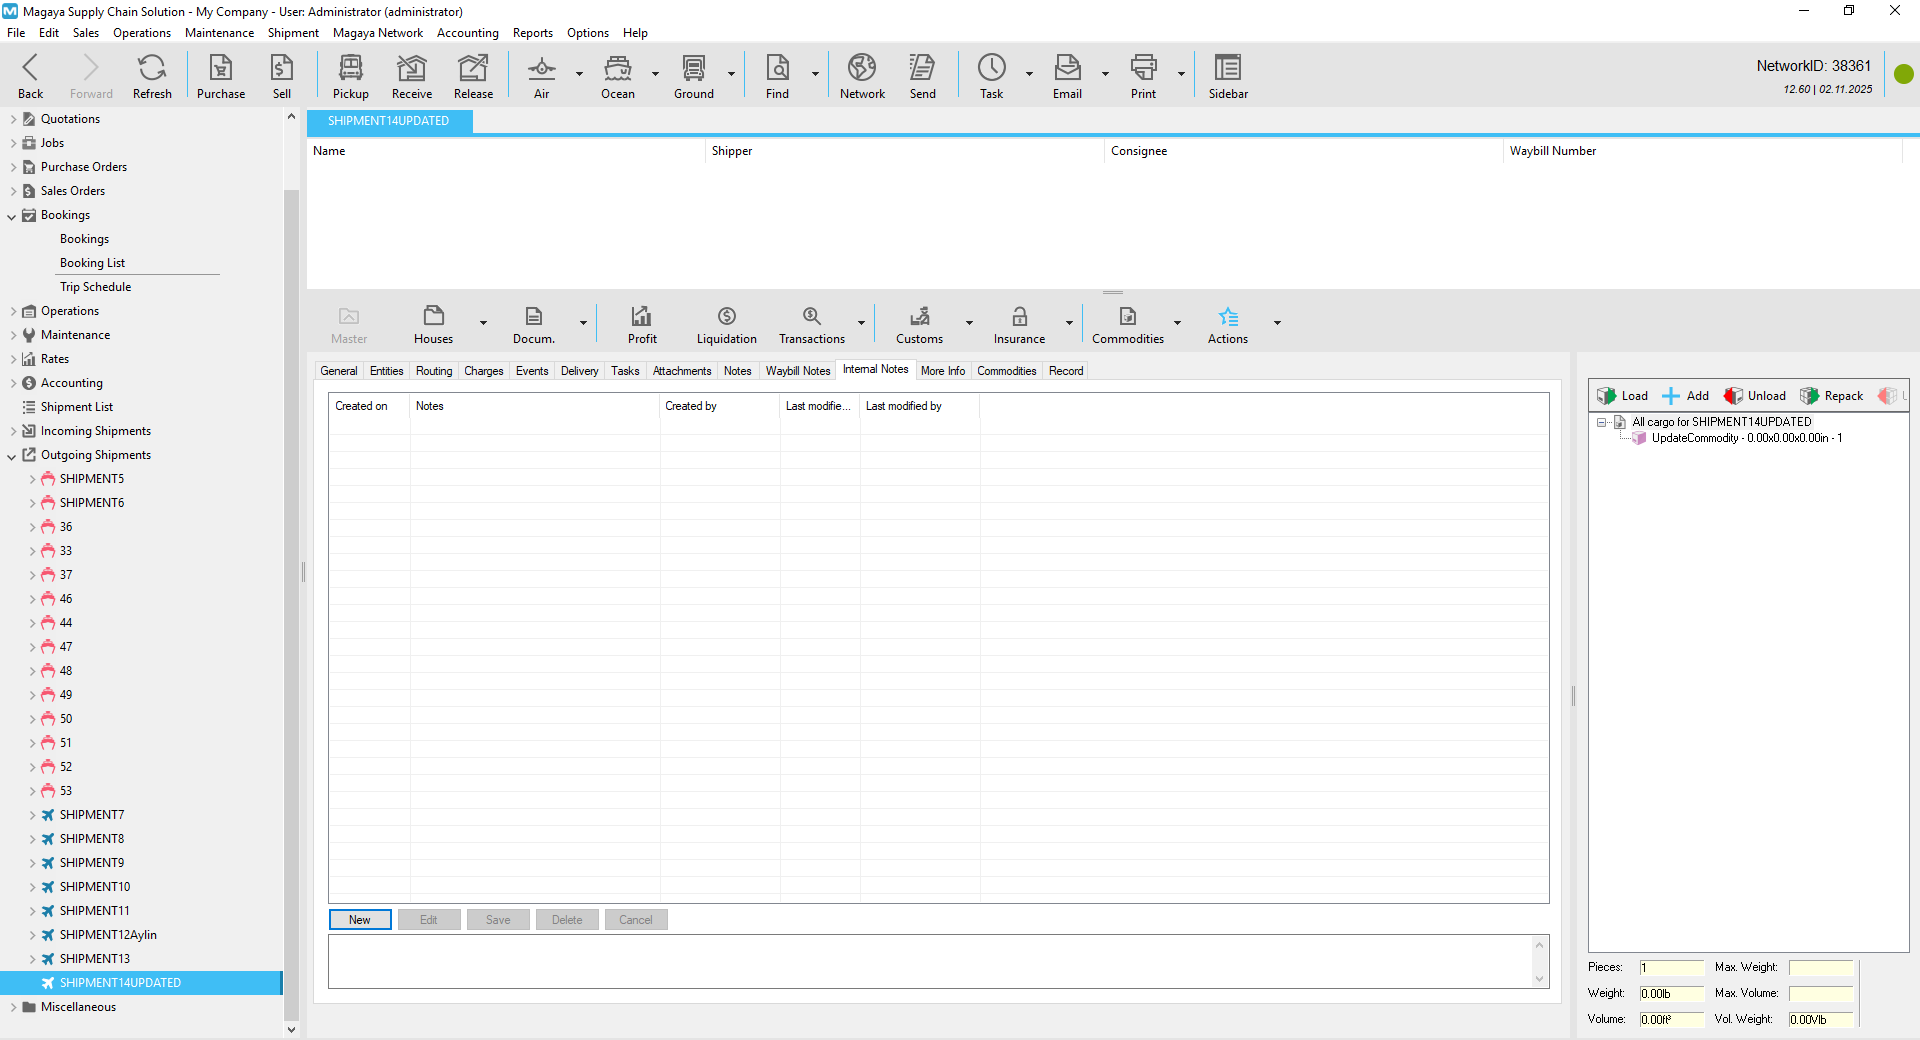 Magaya Supply Chain Solution - My Company - User: Administrator (administrator)
File Edit Sales Operations Maintenance Shipment Magaya Network Accounting Reports Options Help
Back Forward Refresh Purchase Sell Pickup Receive Release Air Ocean Ground Find Network Send Task Email Print Sidebar
NetworkID: 38361
12.60 | 02.11.2025
Quotations
Jobs
Purchase Orders
Sales Orders
Bookings
Bookings
Booking List
Trip Schedule
Operations
Maintenance
Rates
Accounting
Shipment List
Incoming Shipments
Outgoing Shipments
SHIPMENT5
SHIPMENT6
36
33
37
46
44
47
48
49
50
51
52
53
SHIPMENT7
SHIPMENT8
SHIPMENT9
SHIPMENT10
SHIPMENT11
SHIPMENT12Aylin
SHIPMENT13
SHIPMENT14UPDATED
Miscellaneous
SHIPMENT14UPDATED
Name Shipper Consignee Waybill Number
Master Houses Docum. Profit Liquidation Transactions Customs Insurance Commodities Actions
General Entities Routing Charges Events Delivery Tasks Attachments Notes Waybill Notes Internal Notes More Info Commodities Record
Created on Notes Created by Last modifie... Last modified by
New Edit Save Delete Cancel
Load Add Unload Repack
All cargo for SHIPMENT14UPDATED
UpdateCommodity - 0.00x0.00x0.00in - 1
Pieces: 1 Max. Weight:
Weight: 0.00lb Max. Volume:
Volume: 0.00ft³ Vol. Weight: 0.00Vlb